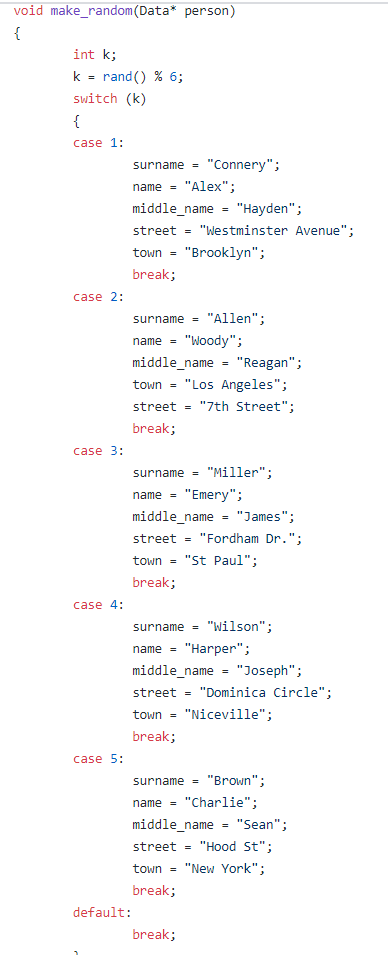 void make_random(Data* person)
{
int k;
k = rand() % 6;
switch (k)
{
case 1:
surname = "Connery";
name = "Alex";
middle_name = "Hayden";
street = "Westminster Avenue";
town = "Brooklyn";
break;
case 2:
surname = "Allen";
name = "Woody";
middle_name = "Reagan";
town = "Los Angeles";
street = "7th Street";
break;
case 3:
surname = "Miller";
name = "Emery";
middle_name = "James";
street = "Fordham Dr.";
town = "St Paul";
break;
case 4:
surname = "Wilson";
name = "Harper";
middle_name = "Joseph";
street = "Dominica Circle";
town = "Niceville";
break;
case 5:
surname = "Brown";
name = "Charlie";
middle_name = "Sean";
street = "Hood St";
town = "New York";
break;
default:
break;
}